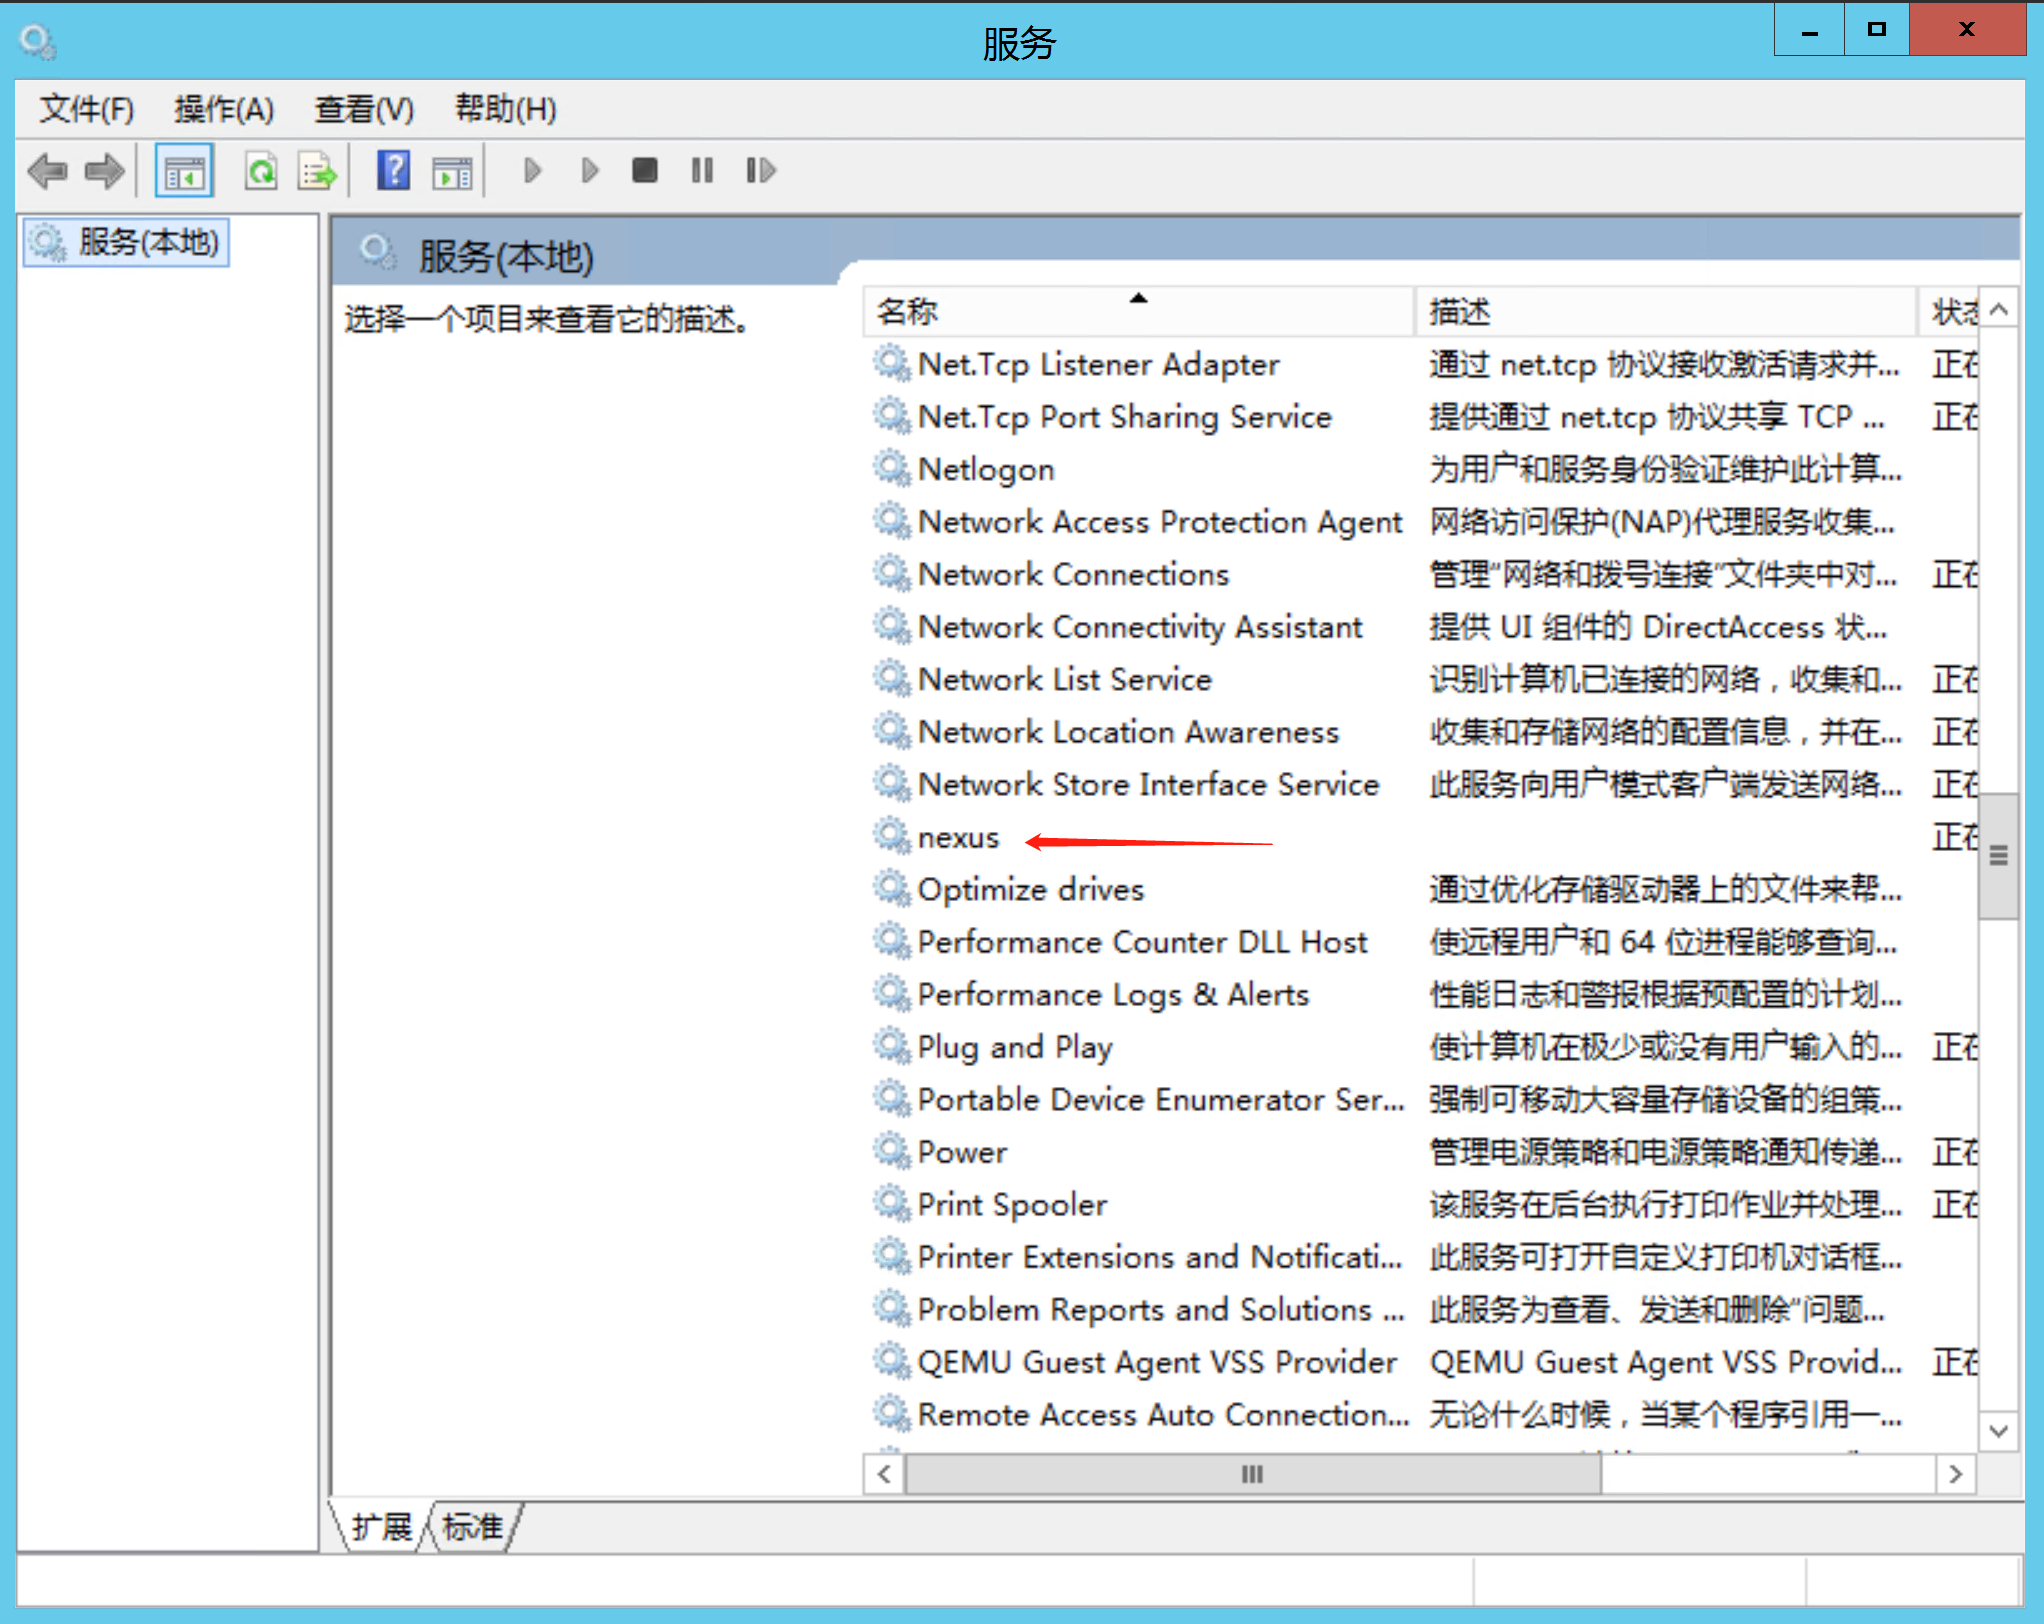 服务
文件(F) 操作(A) 查看(V) 帮助(H)
服务(本地)
服务(本地)
选择一个项目来查看它的描述。
名称 描述 状态
Net.Tcp Listener Adapter 通过 net.tcp 协议接收激活请求并... 正在
Net.Tcp Port Sharing Service 提供通过 net.tcp 协议共享 TCP ... 正在
Netlogon 为用户和服务身份验证维护此计算...
Network Access Protection Agent 网络访问保护(NAP)代理服务收集...
Network Connections 管理“网络和拨号连接”文件夹中对... 正在
Network Connectivity Assistant 提供 UI 组件的 DirectAccess 状...
Network List Service 识别计算机已连接的网络，收集和... 正在
Network Location Awareness 收集和存储网络的配置信息，并在... 正在
Network Store Interface Service 此服务向用户模式客户端发送网络... 正在
nexus 正在
Optimize drives 通过优化存储驱动器上的文件来帮...
Performance Counter DLL Host 使远程用户和 64 位进程能够查询...
Performance Logs & Alerts 性能日志和警报根据预配置的计划...
Plug and Play 使计算机在极少或没有用户输入的... 正在
Portable Device Enumerator Ser... 强制可移动大容量存储设备的组策...
Power 管理电源策略和电源策略通知传递... 正在
Print Spooler 该服务在后台执行打印作业并处理... 正在
Printer Extensions and Notificati... 此服务可打开自定义打印机对话框...
Problem Reports and Solutions ... 此服务为查看、发送和删除“问题...
QEMU Guest Agent VSS Provider QEMU Guest Agent VSS Provid... 正在
Remote Access Auto Connection... 无论什么时候，当某个程序引用一...
扩展 标准